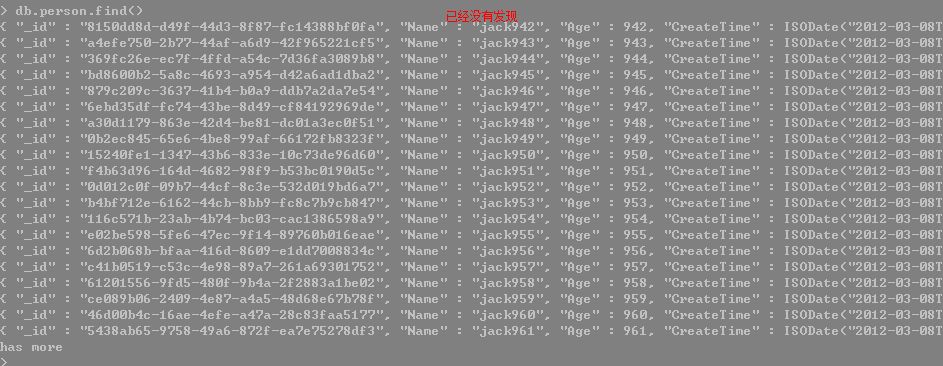 > db.person.find()
已经没有发现
{ "_id" : "8150dd8d-d49f-44d3-8f87-fc14388bf0fa", "Name" : "jack942", "Age" : 942, "CreateTime" : ISODate("2012-03-08T
{ "_id" : "a4efe750-2b77-44af-a6d9-42f965221cf5", "Name" : "jack943", "Age" : 943, "CreateTime" : ISODate("2012-03-08T
{ "_id" : "369fc26e-ec7f-4ffd-a54c-7d36fa3089b8", "Name" : "jack944", "Age" : 944, "CreateTime" : ISODate("2012-03-08T
{ "_id" : "bd8600b2-5a8c-4693-a954-d42a6ad1dba2", "Name" : "jack945", "Age" : 945, "CreateTime" : ISODate("2012-03-08T
{ "_id" : "879c209c-3637-41b4-b0a9-ddb7a2da7e54", "Name" : "jack946", "Age" : 946, "CreateTime" : ISODate("2012-03-08T
{ "_id" : "6ebd35df-fc74-43be-8d49-cf84192969de", "Name" : "jack947", "Age" : 947, "CreateTime" : ISODate("2012-03-08T
{ "_id" : "a30d1179-863e-42d4-be81-dc01a3ec0f51", "Name" : "jack948", "Age" : 948, "CreateTime" : ISODate("2012-03-08T
{ "_id" : "0b2ec845-65e6-4be8-99af-66172fb8323f", "Name" : "jack949", "Age" : 949, "CreateTime" : ISODate("2012-03-08T
{ "_id" : "15240fe1-1347-43b6-833e-10c73de96d60", "Name" : "jack950", "Age" : 950, "CreateTime" : ISODate("2012-03-08T
{ "_id" : "f4b63d96-164d-4682-98f9-b53bc0190d5c", "Name" : "jack951", "Age" : 951, "CreateTime" : ISODate("2012-03-08T
{ "_id" : "0d012c0f-09b7-44cf-8c3e-532d019bd6a7", "Name" : "jack952", "Age" : 952, "CreateTime" : ISODate("2012-03-08T
{ "_id" : "b4bf712e-6162-44cb-8bb9-fc8c7b9cb847", "Name" : "jack953", "Age" : 953, "CreateTime" : ISODate("2012-03-08T
{ "_id" : "116c571b-23ab-4b74-bc03-cac1386598a9", "Name" : "jack954", "Age" : 954, "CreateTime" : ISODate("2012-03-08T
{ "_id" : "e02be598-5fe6-47ec-9f14-89760b016eae", "Name" : "jack955", "Age" : 955, "CreateTime" : ISODate("2012-03-08T
{ "_id" : "6d2b068b-bfaa-416d-8609-e1dd7008834c", "Name" : "jack956", "Age" : 956, "CreateTime" : ISODate("2012-03-08T
{ "_id" : "c41b0519-c53c-4e98-89a7-261a69301752", "Name" : "jack957", "Age" : 957, "CreateTime" : ISODate("2012-03-08T
{ "_id" : "61201556-9fd5-480f-9b4a-2f2883a1be02", "Name" : "jack958", "Age" : 958, "CreateTime" : ISODate("2012-03-08T
{ "_id" : "ce089b06-2409-4e87-a4a5-48d68e67b78f", "Name" : "jack959", "Age" : 959, "CreateTime" : ISODate("2012-03-08T
{ "_id" : "46d00b4c-16ae-4efe-a47a-28c83faa5177", "Name" : "jack960", "Age" : 960, "CreateTime" : ISODate("2012-03-08T
{ "_id" : "5438ab65-9758-49a6-872f-ea7e75278df3", "Name" : "jack961", "Age" : 961, "CreateTime" : ISODate("2012-03-08T
has more
>